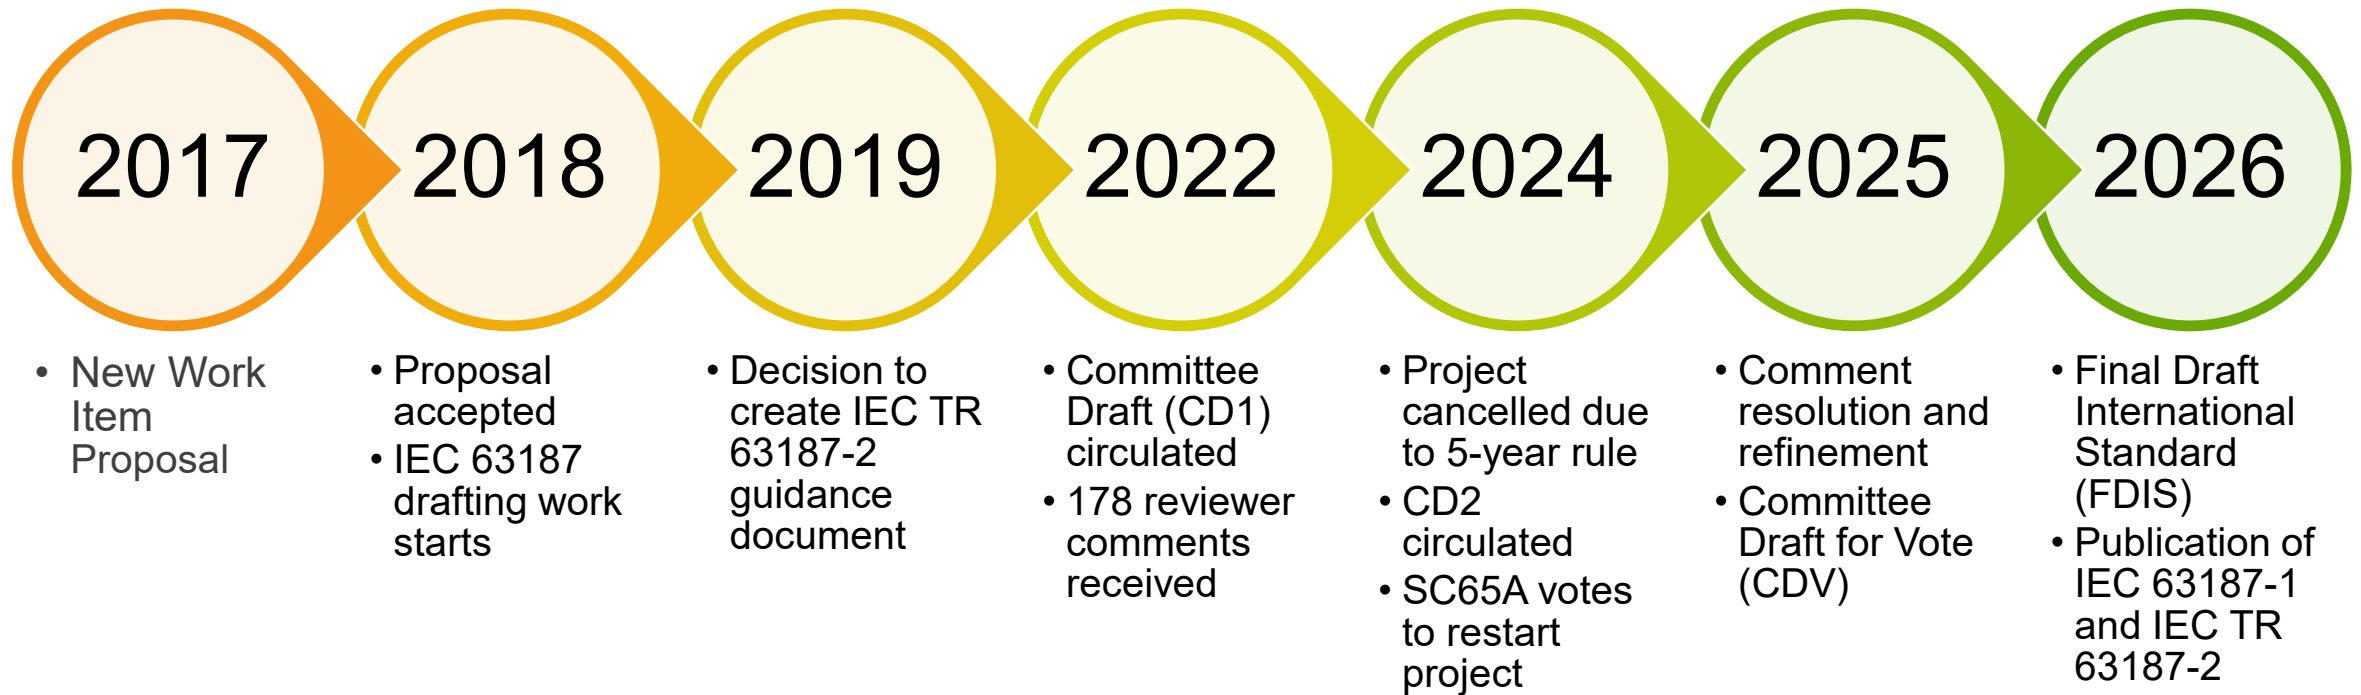 2017
2018
2019
2022
2024
2025
2026
• New Work
Item
Proposal
• Proposal
accepted
• IEC 63187
drafting work
starts
• Decision to
create IEC TR
63187-2
guidance
document
• Committee
Draft (CD1)
circulated
• 178 reviewer
comments
received
• Project
cancelled due
to 5-year rule
• CD2
circulated
• SC65A votes
to restart
project
• Comment
resolution and
refinement
• Committee
Draft for Vote
(CDV)
• Final Draft
International
Standard
(FDIS)
• Publication of
IEC 63187-1
and IEC TR
63187-2